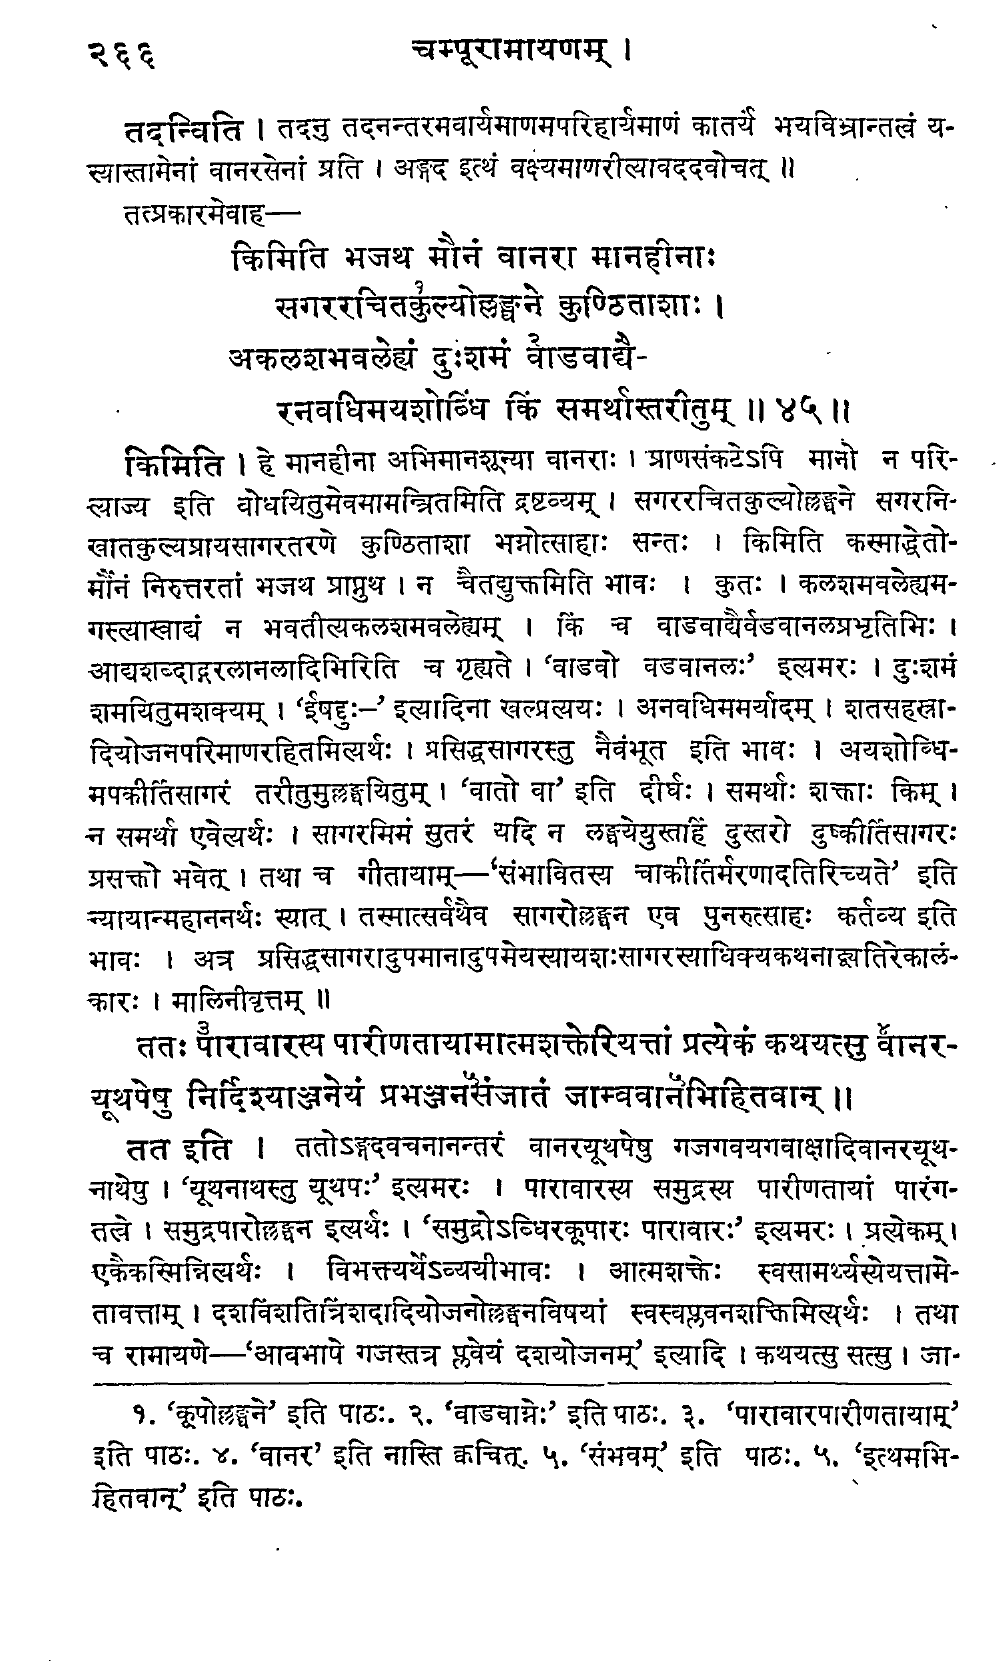 २६६ चम्पूरामायणम् ।
तदन्विति । तदनु तदनन्तरमवार्यमाणमपरिहार्यमाणं कातर्यं भयविभ्रान्तत्वं य-
स्यास्तामेनां वानरसेनां प्रति । अङ्गद इत्थं वक्ष्यमाणरीत्यावददवोचत् ॥
तत्प्रकारमेवाह—
किमिति भजथ मौनं वानरा मानहीनाः
सगररचितकु१ल्योल्लङ्घने कुण्ठिताशाः ।
अकलशभवलेह्यं दुःशमं वा२डवाद्यै-
रनवधिमयशोब्धिं किं समर्थास्तरीतुम् ॥ ४५ ॥
किमिति । हे मानहीना अभिमानशून्या वानराः । प्राणसंकटेऽपि मानो न परि-
त्याज्य इति बोधयितुमेवमामन्त्रितमिति द्रष्टव्यम् । सगररचितकुल्योल्लङ्घने सगरनि-
खातकुल्यप्रायसागरतरणे कुण्ठिताशा भग्नोत्साहाः सन्तः । किमिति कस्माद्धेतो-
र्मौनं निरुत्तरतां भजथ प्राप्नुथ । न चैतद्युक्तमिति भावः । कुतः । कलशमवलेह्यम-
गस्त्यास्वाद्यं न भवतीत्यकलशमवलेह्यम् । किं च वाडवाद्यैर्वडवानलप्रभृतिभिः ।
आद्यशब्दाद्गरलानलादिभिरिति च गृह्यते । ‘वाडवो वडवानलः’ इत्यमरः । दुःशमं
शमयितुमशक्यम् । ‘ईषद्दुः–’ इत्यादिना खल्प्रत्ययः । अनवधिममर्यादम् । शतसहस्रा-
दियोजनपरिमाणरहितमित्यर्थः । प्रसिद्धसागरस्तु नैवंभूत इति भावः । अयशोब्धि-
मपकीर्तिसागरं तरीतुमुल्लङ्घयितुम् । ‘वातो वा’ इति दीर्घः । समर्थाः शक्ताः किम् ।
न समर्था एवेत्यर्थः । सागरमिमं सुतरं यदि न लङ्घयेयुस्तर्हि दुस्तरो दुष्कीर्तिसागरः
प्रसक्तो भवेत् । तथा च गीतायाम्—‘संभावितस्य चाकीर्तिर्मरणादतिरिच्यते’ इति
न्यायान्महाननर्थः स्यात् । तस्मात्सर्वथैव सागरोल्लङ्घन एव पुनरुत्साहः कर्तव्य इति
भावः । अत्र प्रसिद्धसागरादुपमानादुपमेयस्यायशःसागरस्याधिक्यकथनाद्व्यतिरेकालं-
कारः । मालिनीवृत्तम् ॥
ततः पा३रावारस्य पारीणतायामात्मशक्तेरियत्तां प्रत्येकं कथयत्सु वा४नर-
यूथपेषु निर्दिश्याञ्जनेयं प्रभञ्जनसं५जातं जाम्बवान५भिहितवान् ॥
तत इति । ततोऽङ्गदवचनानन्तरं वानरयूथपेषु गजगवयगवाक्षादिवानरयूथ-
नाथेषु । ‘यूथनाथस्तु यूथपः’ इत्यमरः । पारावारस्य समुद्रस्य पारीणतायां पारंग-
तत्वे । समुद्रपारोल्लङ्घन इत्यर्थः । ‘समुद्रोऽब्धिरकूपारः पारावारः’ इत्यमरः । प्रत्येकम् ।
एकैकस्मिन्नित्यर्थः । विभक्त्यर्थेऽव्ययीभावः । आत्मशक्तेः स्वसामर्थ्यस्येयत्तामे-
तावत्ताम् । दशविंशतित्रिंशदादियोजनोल्लङ्घनविषयां स्वस्वप्लवनशक्तिमित्यर्थः । तथा
च रामायणे—‘आबभाषे गजस्तत्र प्लवेयं दशयोजनम्’ इत्यादि । कथयत्सु सत्सु । जा-
१. ‘कूपोल्लङ्घने’ इति पाठः. २. ‘वाडवाग्नेः’ इति पाठः. ३. ‘पारावारपारीणतायाम्’
इति पाठः. ४. ‘वानर’ इति नास्ति क्वचित्. ५. ‘संभवम्’ इति पाठः. ५. ‘इत्थमभि-
हितवान्’ इति पाठः.